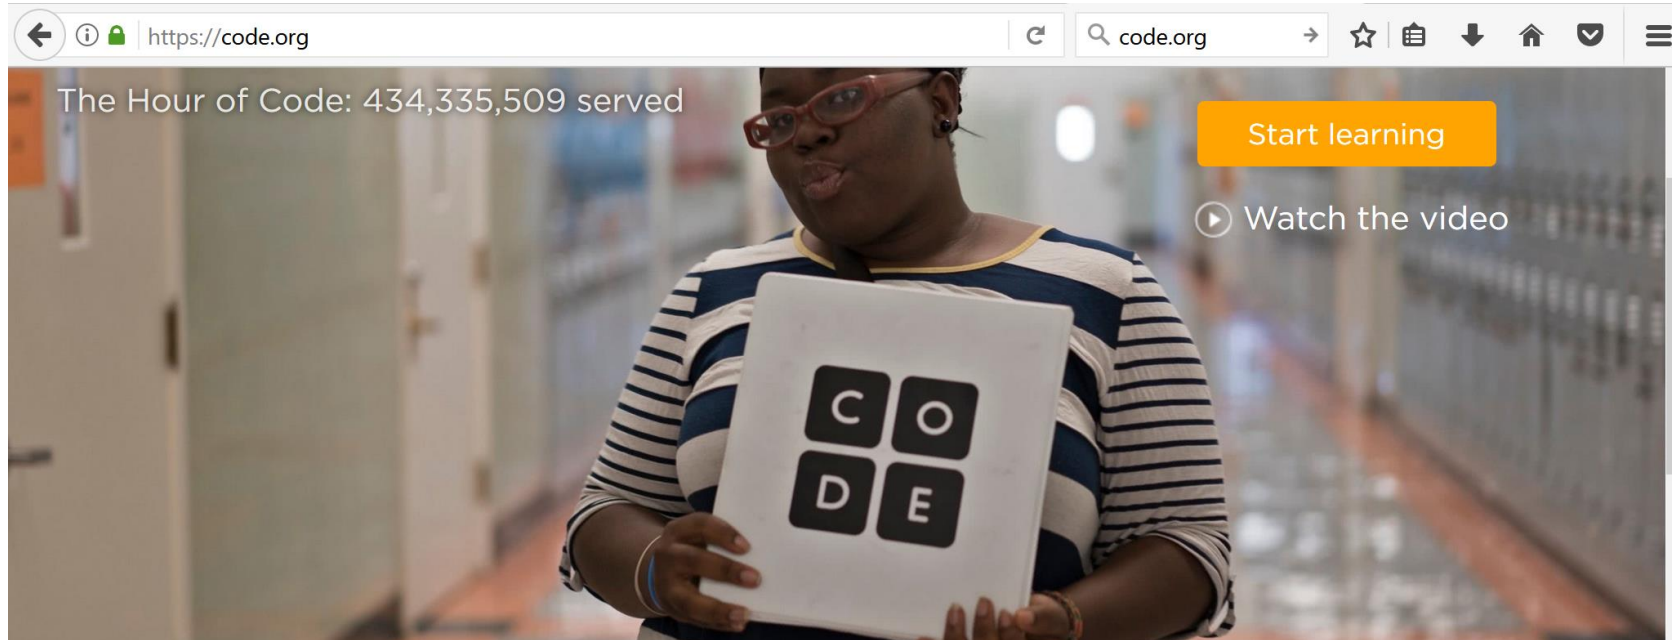 https://code.org
code.org
The Hour of Code: 434,335,509 served
Start learning
Watch the video
C O
D E